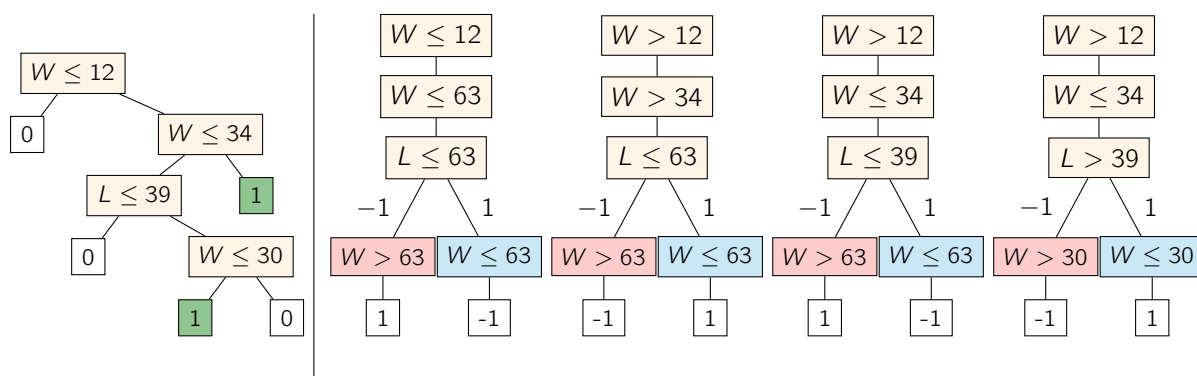 W ≤ 12
0
W ≤ 34
L ≤ 39
1
0
W ≤ 30
1
0
W ≤ 12
W ≤ 63
L ≤ 63
−1
1
W > 63
W ≤ 63
1
-1
W > 12
W > 34
L ≤ 63
−1
1
W > 63
W ≤ 63
-1
1
W > 12
W ≤ 34
L ≤ 39
−1
1
W > 63
W ≤ 63
1
-1
W > 12
W ≤ 34
L > 39
−1
1
W > 30
W ≤ 30
-1
1